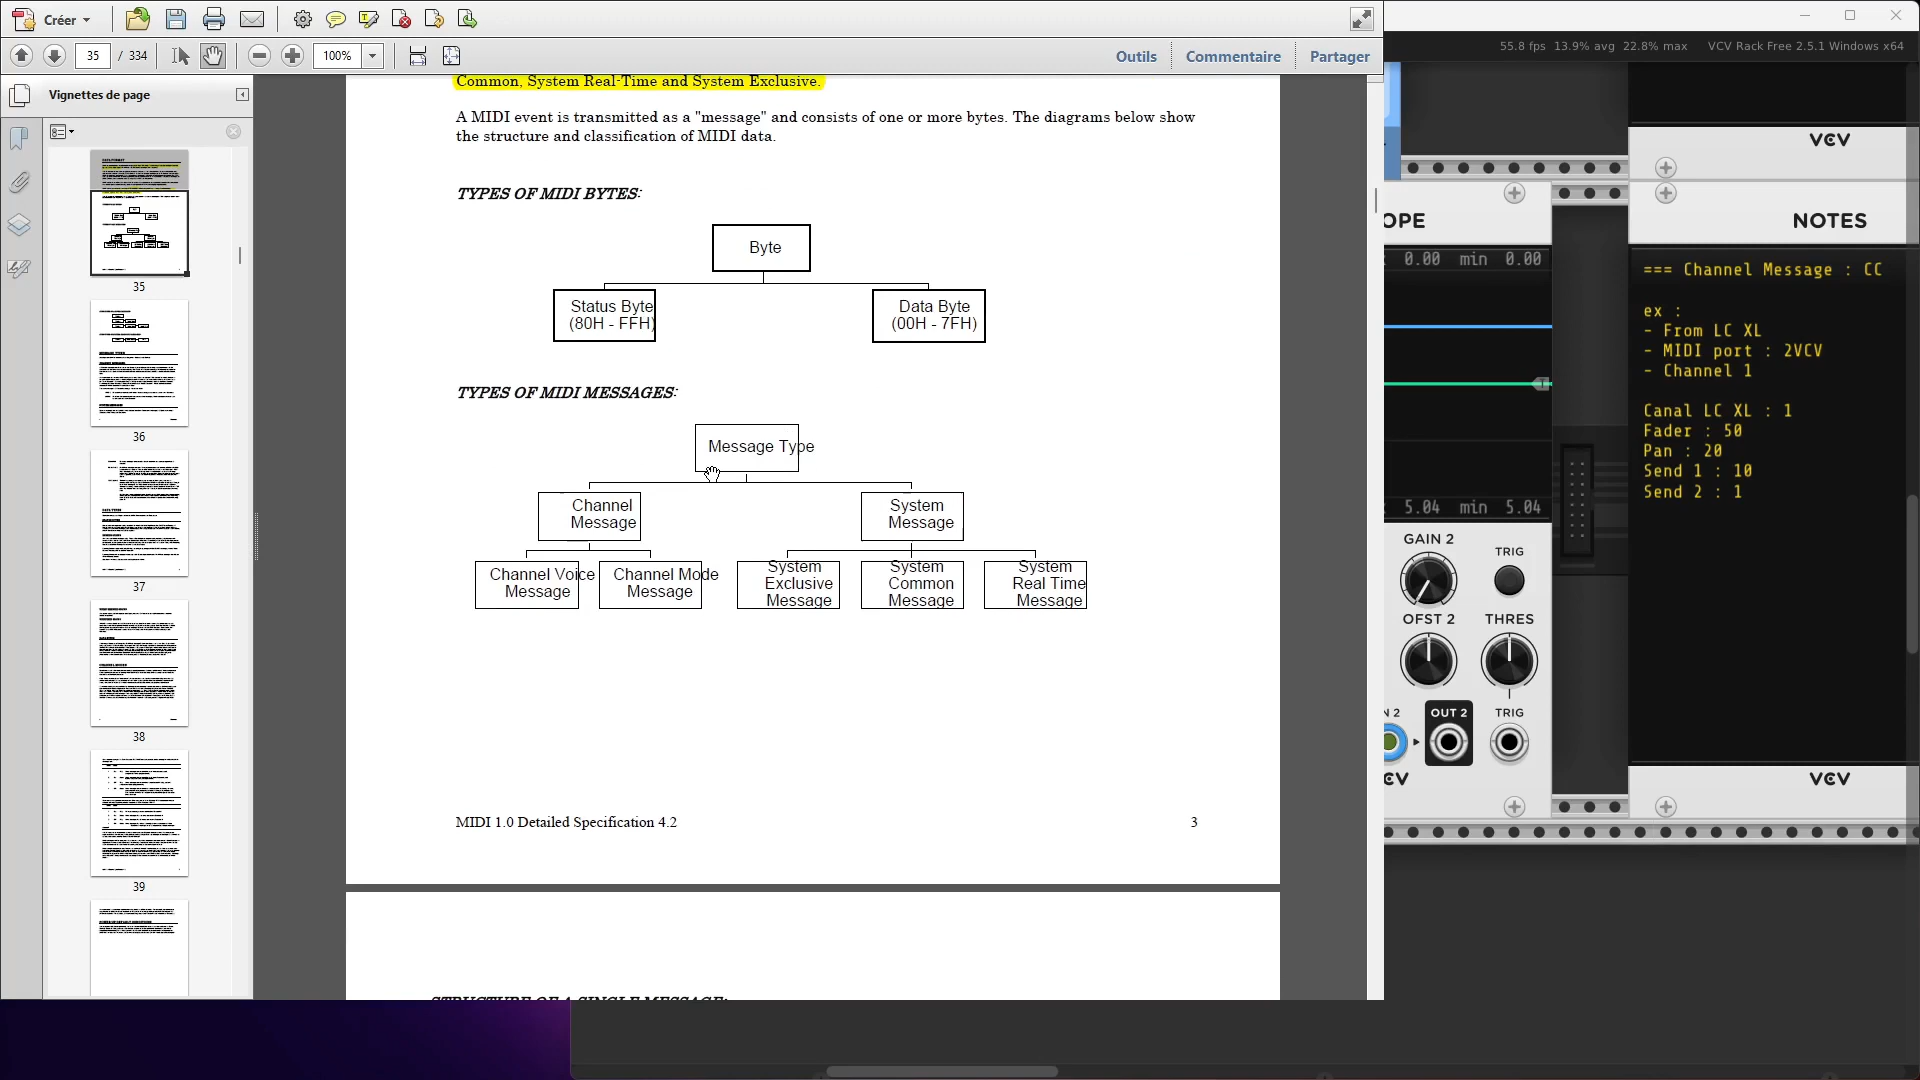 Créer
35 / 334
100%
Outils
Commentaire
Partager
Vignettes de page
35
36
37
38
39
Common, System Real-Time and System Exclusive.
A MIDI event is transmitted as a "message" and consists of one or more bytes. The diagrams below show
the structure and classification of MIDI data.
TYPES OF MIDI BYTES:
Byte
Status Byte
(80H - FFH)
Data Byte
(00H - 7FH)
TYPES OF MIDI MESSAGES:
Message Type
Channel
Message
System
Message
Channel Voice
Message
Channel Mode
Message
System
Exclusive
Message
System
Common
Message
System
Real Time
Message
MIDI 1.0 Detailed Specification 4.2
3
STRUCTURE OF A SINGLE MESSAGE:
55.8 fps 13.9% avg 22.8% max VCV Rack Free 2.5.1 Windows x64
VCV
OPE
0.00 min 0.00
5.04 min 5.04
GAIN 2
TRIG
OFST 2
THRES
N 2
OUT 2
TRIG
CV
NOTES
=== Channel Message : CC
ex :
- From LC XL
- MIDI port : 2VCV
- Channel 1
Canal LC XL : 1
Fader : 50
Pan : 20
Send 1 : 10
Send 2 : 1
VCV